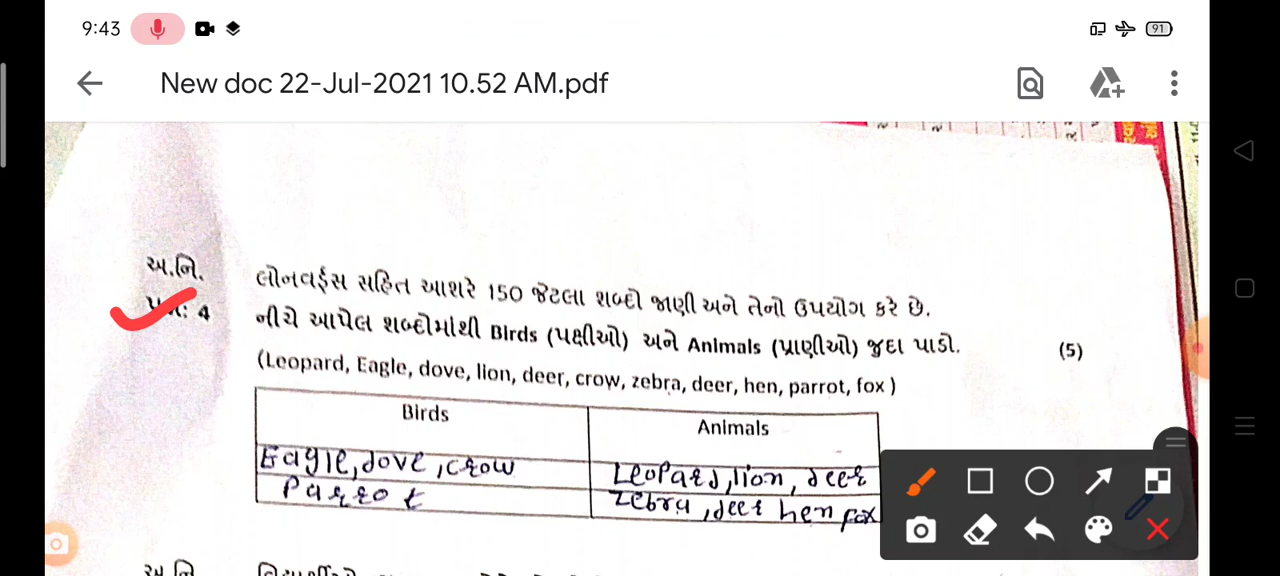 9:43
91
New doc 22-Jul-2021 10.52 AM.pdf
અ.નિ. લોનવર્ડ્સ સહિત આશરે 150 જેટલા શબ્દો જાણી અને તેનો ઉપયોગ કરે છે.
4 નીચે આપેલ શબ્દોમાંથી Birds (પક્ષીઓ) અને Animals (પ્રાણીઓ) જુદા પાડો. (5)
(Leopard, Eagle, dove, lion, deer, crow, zebra, deer, hen, parrot, fox )
Birds Animals
Eagle, dove, crow Leopard, lion, deer
Parrot Zebra, deer hen fox